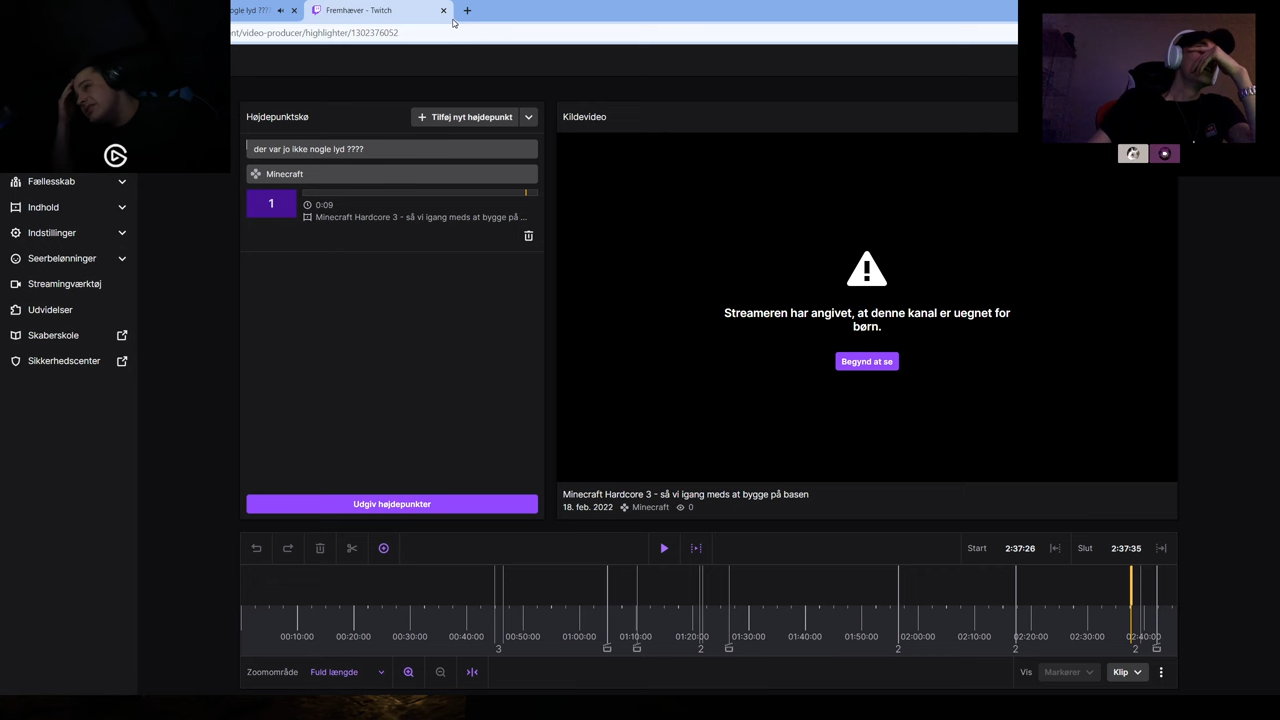 ogle lyd ????
Fremhæver - Twitch
nt/video-producer/highlighter/1302376052
Højdepunktskø
Tilføj nyt højdepunkt
Kildevideo
der var jo ikke nogle lyd ????
Minecraft
1
0:09
Minecraft Hardcore 3 - så vi igang meds at bygge på ...
Fællesskab
Indhold
Indstillinger
Seerbelønninger
Streamingværktøj
Udvidelser
Skaberskole
Sikkerhedscenter
Streameren har angivet, at denne kanal er uegnet for
børn.
Begynd at se
Udgiv højdepunkter
Minecraft Hardcore 3 - så vi igang meds at bygge på basen
18. feb. 2022 Minecraft 0
Start 2:37:26 Slut 2:37:35
00:10:00 00:20:00 00:30:00 00:40:00 00:50:00 01:00:00 01:10:00 01:20:00 01:30:00 01:40:00 01:50:00 02:00:00 02:10:00 02:20:00 02:30:00 02:40:00
3 2 2 2 2
Zoomområde Fuld længde
Vis Markører Klip